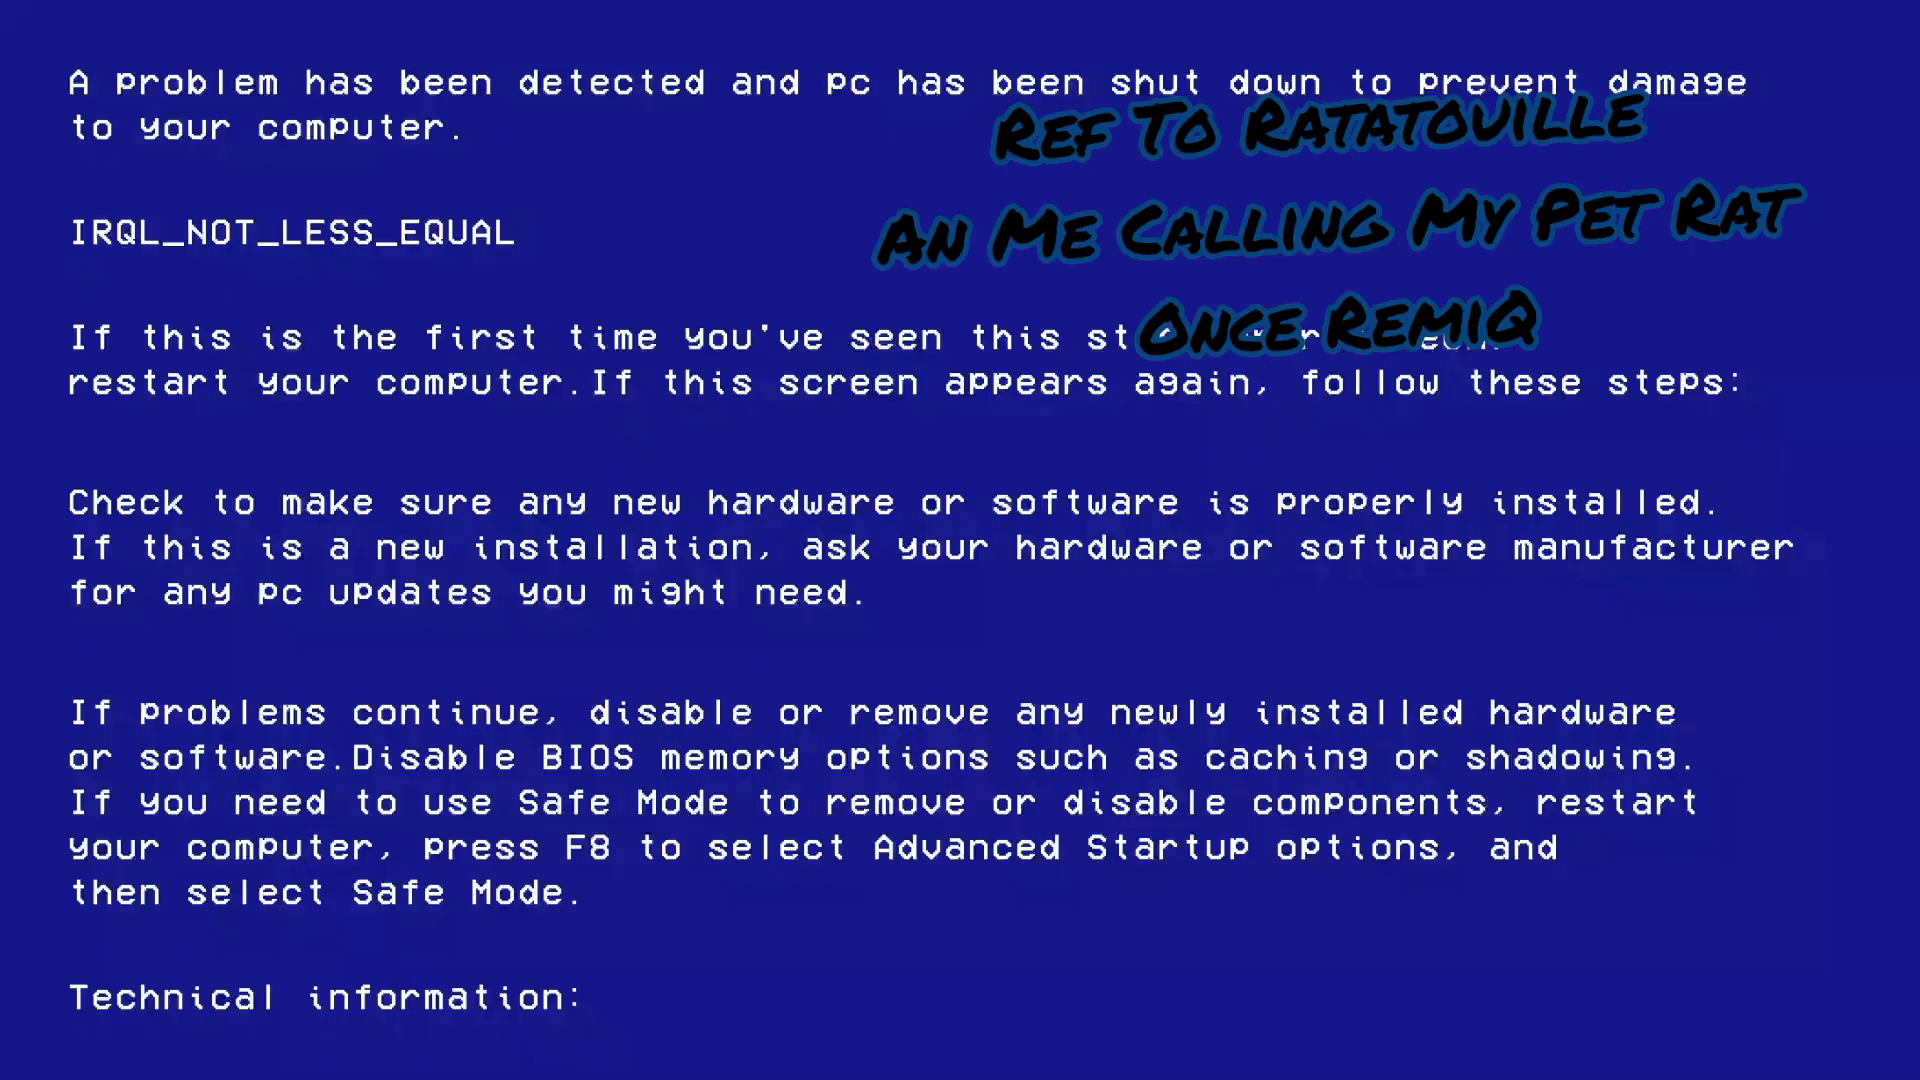 A problem has been detected and pc has been shut down to prevent damage
to your computer.
Ref To Ratatouille
An Me Calling My Pet Rat
Once RemiQ
IRQL_NOT_LESS_EQUAL
If this is the first time you've seen this
restart your computer.If this screen appears again, follow these steps:
Check to make sure any new hardware or software is properly installed.
If this is a new installation, ask your hardware or software manufacturer
for any pc updates you might need.
If problems continue, disable or remove any newly installed hardware
or software.Disable BIOS memory options such as caching or shadowing.
If you need to use Safe Mode to remove or disable components, restart
your computer, press F8 to select Advanced Startup options, and
then select Safe Mode.
Technical information: